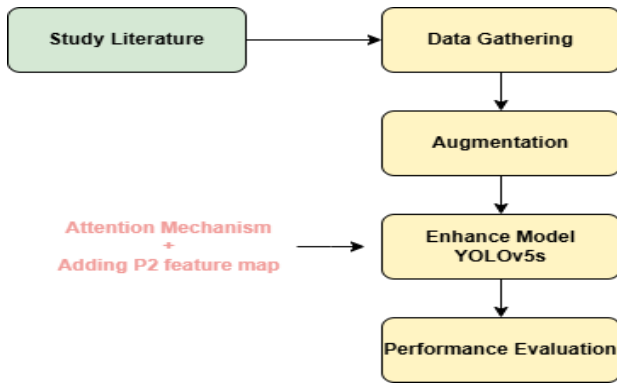 Study Literature
Data Gathering
Augmentation
Attention Mechanism
+
Adding P2 feature map
Enhance Model
YOLOv5s
Performance Evaluation